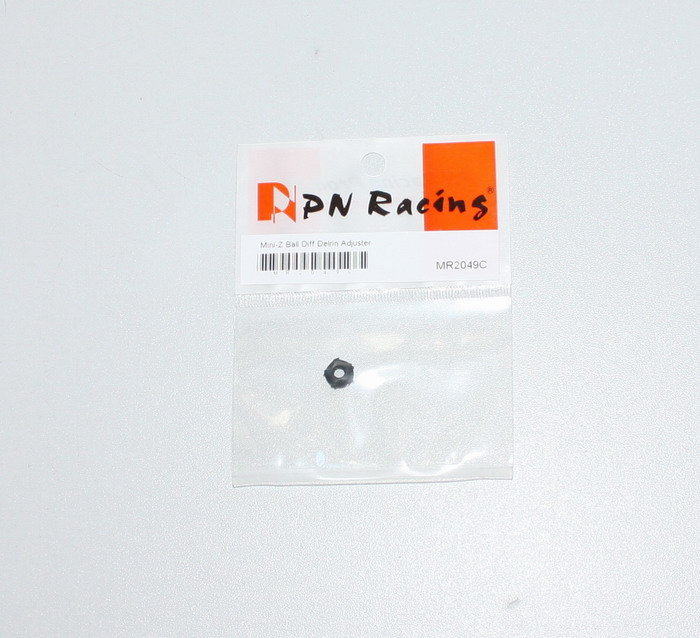 PN Racing®
Mini-Z Ball Diff Delrin Adjuster
MR2049C